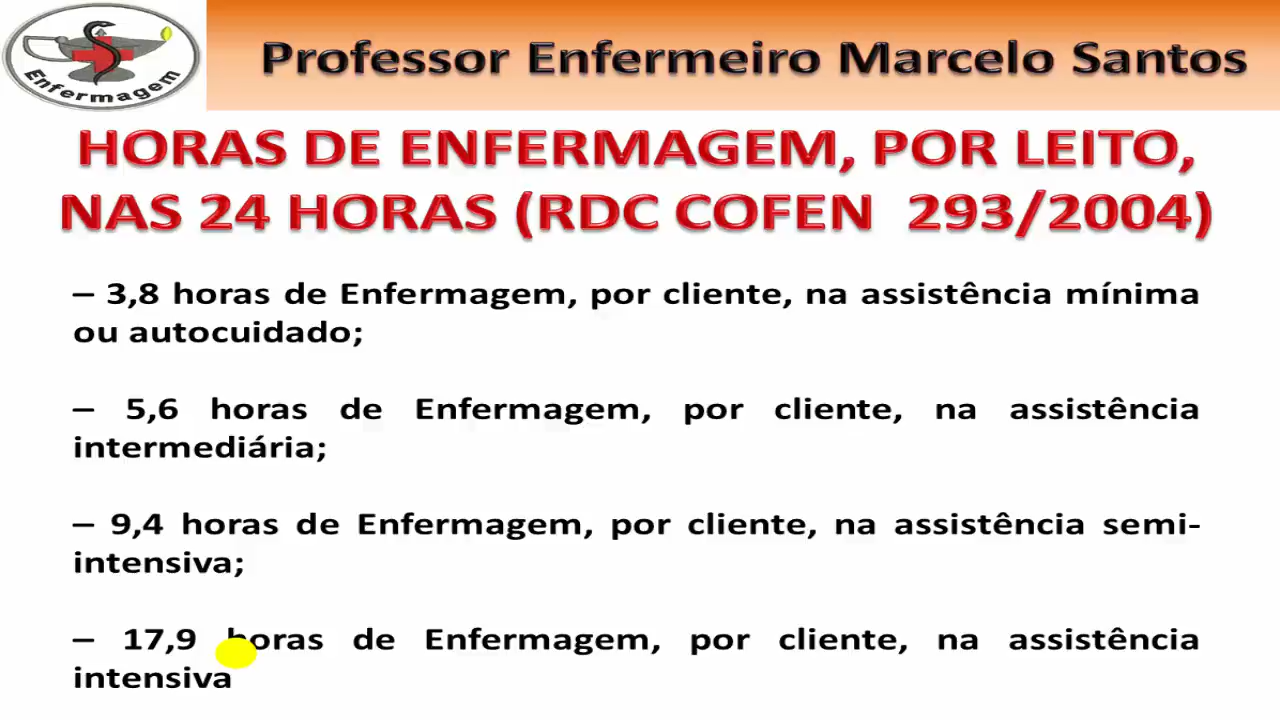 Enfermagem
Professor Enfermeiro Marcelo Santos
HORAS DE ENFERMAGEM, POR LEITO,
NAS 24 HORAS (RDC COFEN 293/2004)
– 3,8 horas de Enfermagem, por cliente, na assistência mínima
ou autocuidado;
– 5,6 horas de Enfermagem, por cliente, na assistência
intermediária;
– 9,4 horas de Enfermagem, por cliente, na assistência semi-
intensiva;
– 17,9 horas de Enfermagem, por cliente, na assistência
intensiva